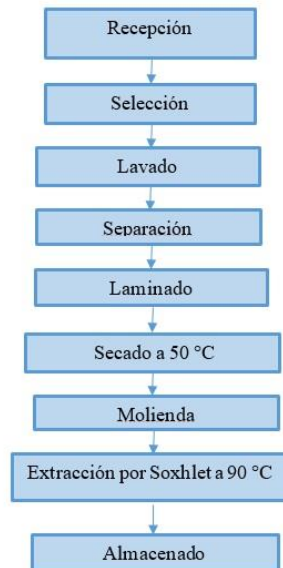 Recepción
Selección
Lavado
Separación
Laminado
Secado a 50 °C
Molienda
Extracción por Soxhlet a 90 °C
Almacenado